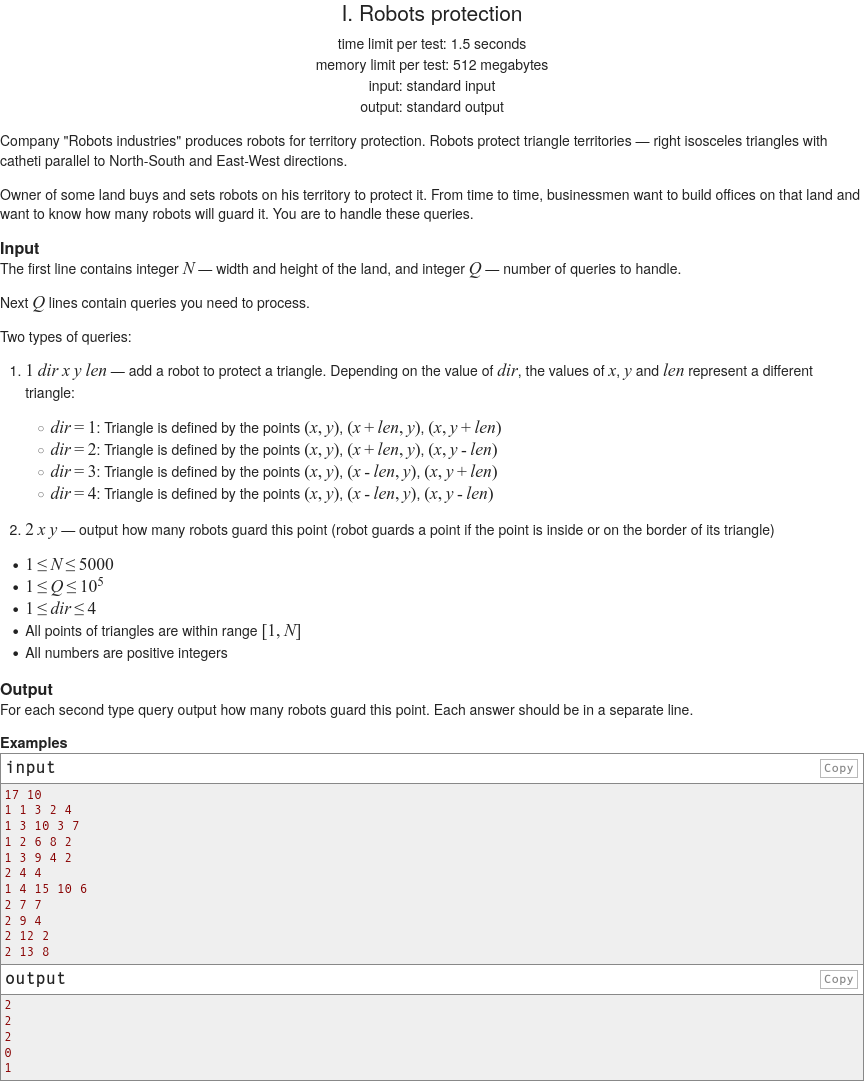 I. Robots protection
time limit per test: 1.5 seconds
memory limit per test: 512 megabytes
input: standard input
output: standard output
Company "Robots industries" produces robots for territory protection. Robots protect triangle territories — right isosceles triangles with
catheti parallel to North-South and East-West directions.
Owner of some land buys and sets robots on his territory to protect it. From time to time, businessmen want to build offices on that land and
want to know how many robots will guard it. You are to handle these queries.
Input
The first line contains integer N — width and height of the land, and integer Q — number of queries to handle.
Next Q lines contain queries you need to process.
Two types of queries:
1. 1 dir x y len — add a robot to protect a triangle. Depending on the value of dir, the values of x, y and len represent a different
triangle:
○ dir = 1: Triangle is defined by the points (x, y), (x + len, y), (x, y + len)
○ dir = 2: Triangle is defined by the points (x, y), (x + len, y), (x, y - len)
○ dir = 3: Triangle is defined by the points (x, y), (x - len, y), (x, y + len)
○ dir = 4: Triangle is defined by the points (x, y), (x - len, y), (x, y - len)
2. 2 x y — output how many robots guard this point (robot guards a point if the point is inside or on the border of its triangle)
• 1 ≤ N ≤ 5000
• 1 ≤ Q ≤ 10⁵
• 1 ≤ dir ≤ 4
• All points of triangles are within range [1, N]
• All numbers are positive integers
Output
For each second type query output how many robots guard this point. Each answer should be in a separate line.
Examples
input Copy
17 10
1 1 3 2 4
1 3 10 3 7
1 2 6 8 2
1 3 9 4 2
2 4 4
1 4 15 10 6
2 7 7
2 9 4
2 12 2
2 13 8
output Copy
2
2
2
0
1